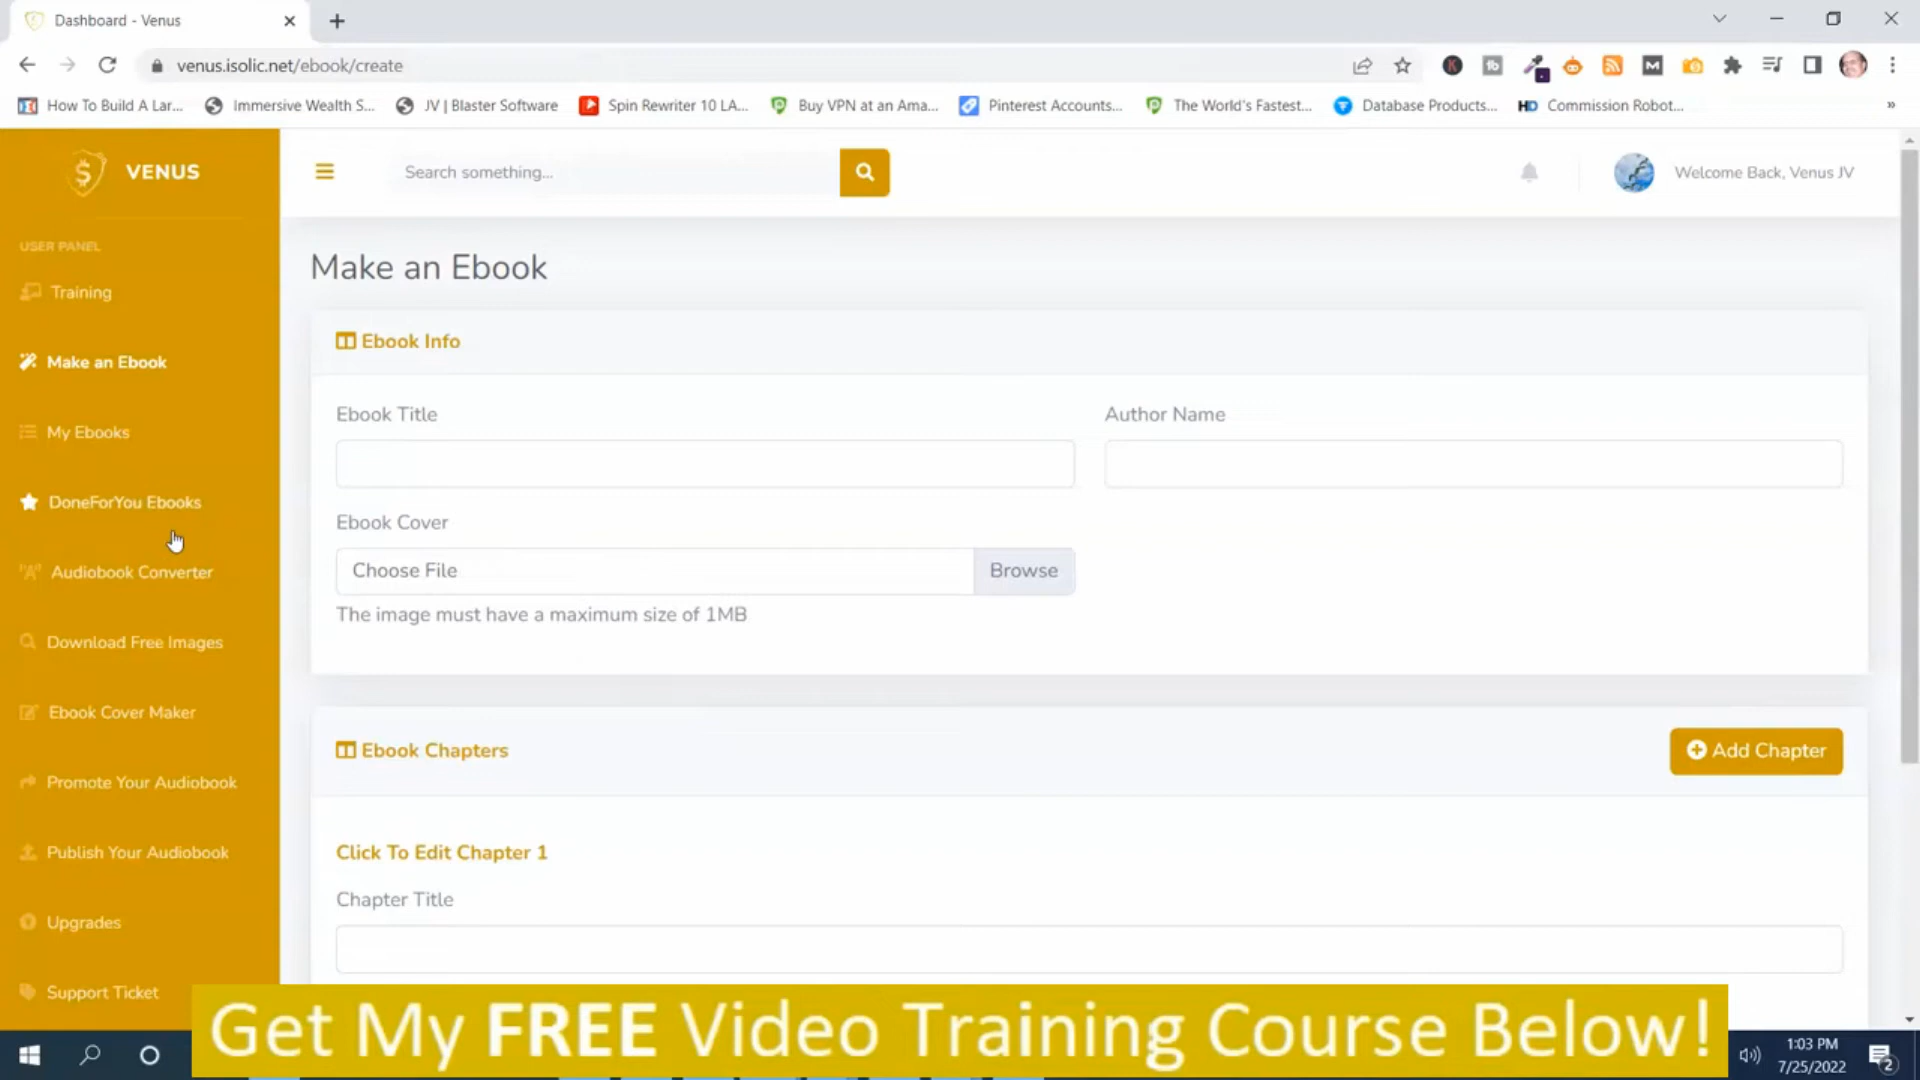 Dashboard - Venus
venus.isolic.net/ebook/create
How To Build A Lar...
Immersive Wealth S...
JV | Blaster Software
Spin Rewriter 10 LA...
Buy VPN at an Ama...
Pinterest Accounts...
The World's Fastest...
Database Products...
HD Commission Robot...
»
VENUS
Search something...
Welcome Back, Venus JV
USER PANEL
Training
Make an Ebook
My Ebooks
DoneForYou Ebooks
Audiobook Converter
Download Free Images
Ebook Cover Maker
Promote Your Audiobook
Publish Your Audiobook
Upgrades
Support Ticket
Make an Ebook
Ebook Info
Ebook Title
Author Name
Ebook Cover
Choose File
Browse
The image must have a maximum size of 1MB
Ebook Chapters
Add Chapter
Click To Edit Chapter 1
Chapter Title
Get My FREE Video Training Course Below!
1:03 PM
7/25/2022
2